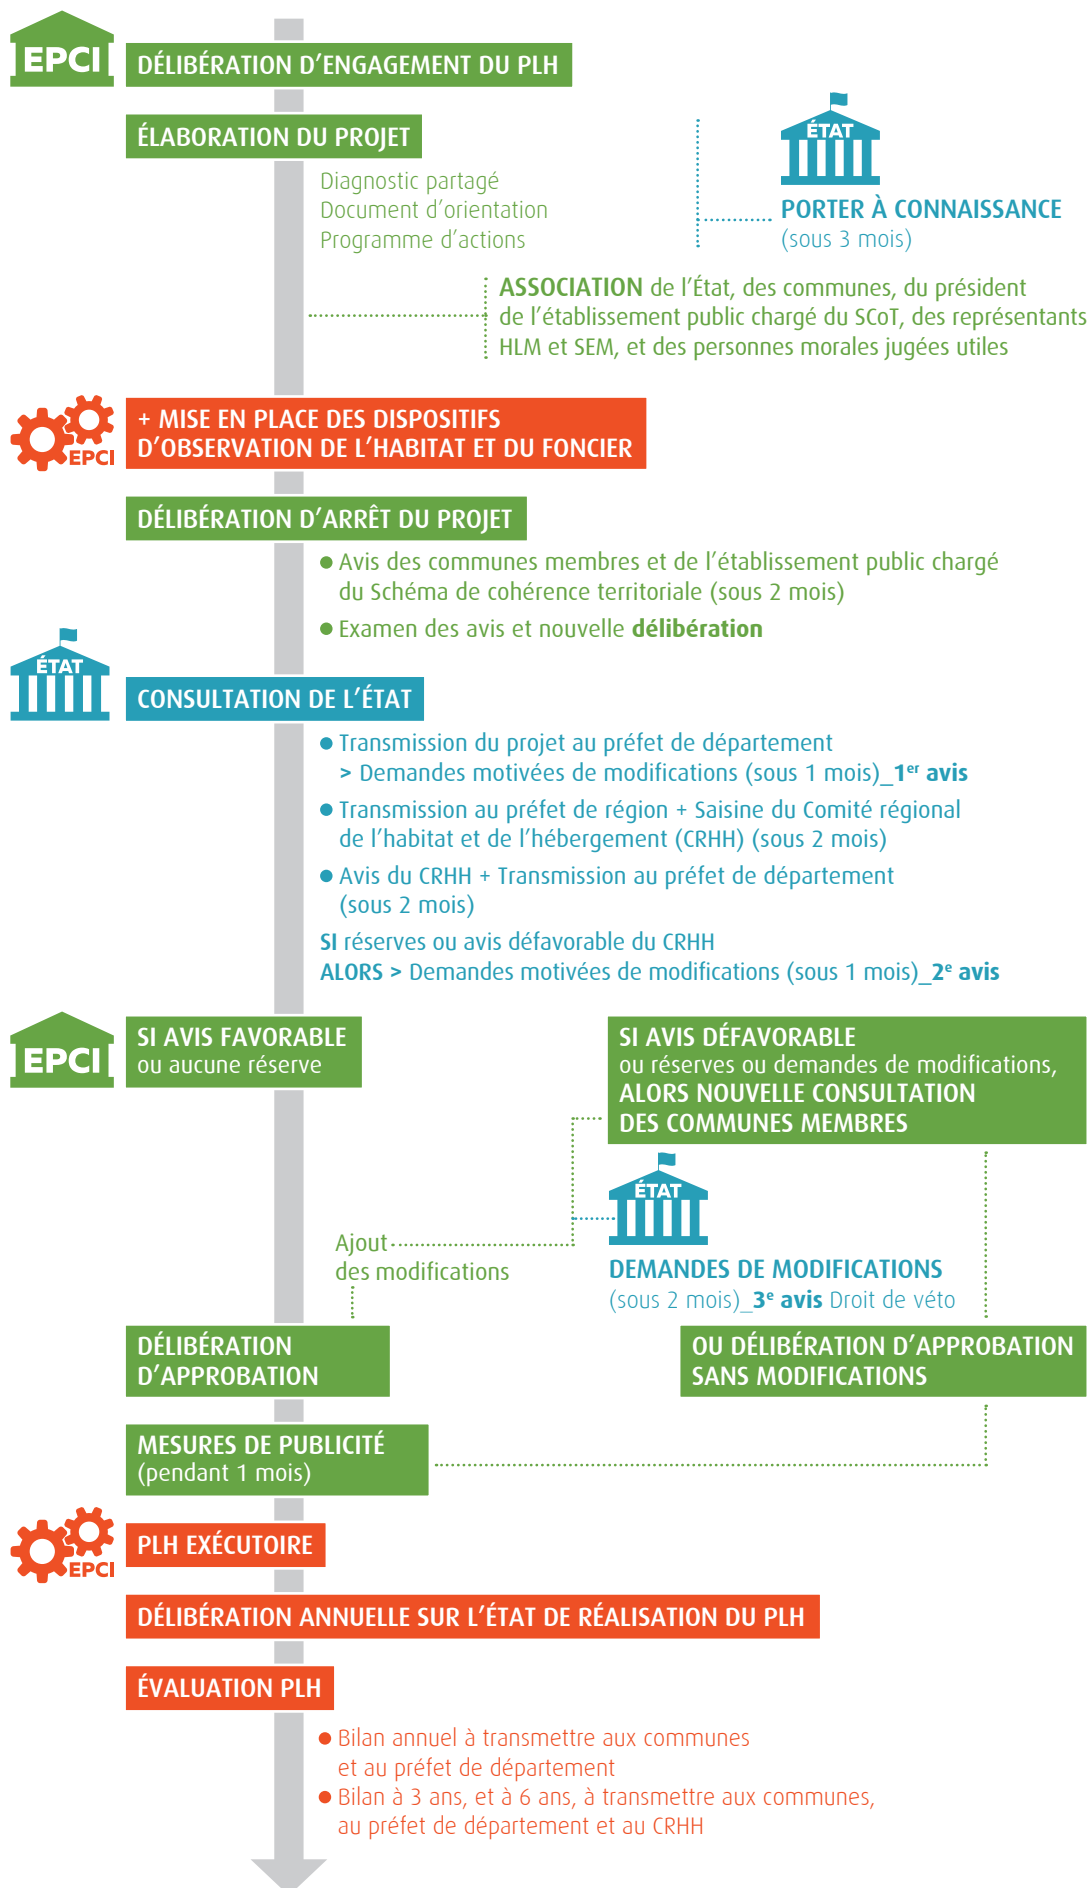 EPCI
DÉLIBÉRATION D’ENGAGEMENT DU PLH
ÉLABORATION DU PROJET
Diagnostic partagé
Document d’orientation
Programme d’actions
ÉTAT
PORTER À CONNAISSANCE
(sous 3 mois)
ASSOCIATION de l’État, des communes, du président
de l’établissement public chargé du SCoT, des représentants
HLM et SEM, et des personnes morales jugées utiles
EPCI
+ MISE EN PLACE DES DISPOSITIFS
D’OBSERVATION DE L’HABITAT ET DU FONCIER
DÉLIBÉRATION D’ARRÊT DU PROJET
● Avis des communes membres et de l’établissement public chargé
du Schéma de cohérence territoriale (sous 2 mois)
● Examen des avis et nouvelle délibération
ÉTAT
CONSULTATION DE L’ÉTAT
● Transmission du projet au préfet de département
> Demandes motivées de modifications (sous 1 mois)_1er avis
● Transmission au préfet de région + Saisine du Comité régional
de l’habitat et de l’hébergement (CRHH) (sous 2 mois)
● Avis du CRHH + Transmission au préfet de département
(sous 2 mois)
SI réserves ou avis défavorable du CRHH
ALORS > Demandes motivées de modifications (sous 1 mois)_2e avis
EPCI
SI AVIS FAVORABLE
ou aucune réserve
SI AVIS DÉFAVORABLE
ou réserves ou demandes de modifications,
ALORS NOUVELLE CONSULTATION
DES COMMUNES MEMBRES
ÉTAT
DEMANDES DE MODIFICATIONS
(sous 2 mois)_3e avis Droit de véto
Ajout
des modifications
DÉLIBÉRATION
D’APPROBATION
OU DÉLIBÉRATION D’APPROBATION
SANS MODIFICATIONS
MESURES DE PUBLICITÉ
(pendant 1 mois)
EPCI
PLH EXÉCUTOIRE
DÉLIBÉRATION ANNUELLE SUR L’ÉTAT DE RÉALISATION DU PLH
ÉVALUATION PLH
● Bilan annuel à transmettre aux communes
et au préfet de département
● Bilan à 3 ans, et à 6 ans, à transmettre aux communes,
au préfet de département et au CRHH